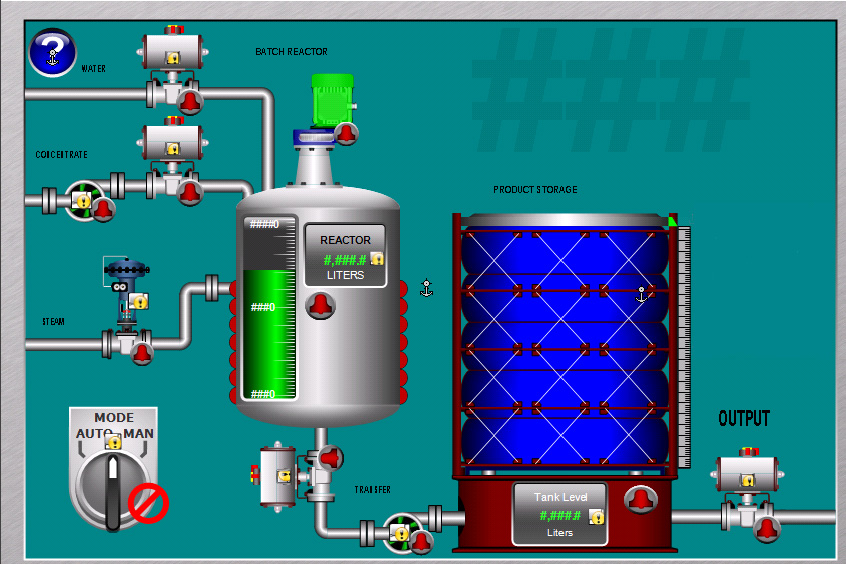 ?
WATER
BATCH REACTOR
###
CONCENTRATE
PRODUCT STORAGE
####0
REACTOR
#,###.#
LITERS
###0
STEAM
###0
MODE
AUTO MAN
OUTPUT
TRANSFER
Tank Level
#,###.#
Liters